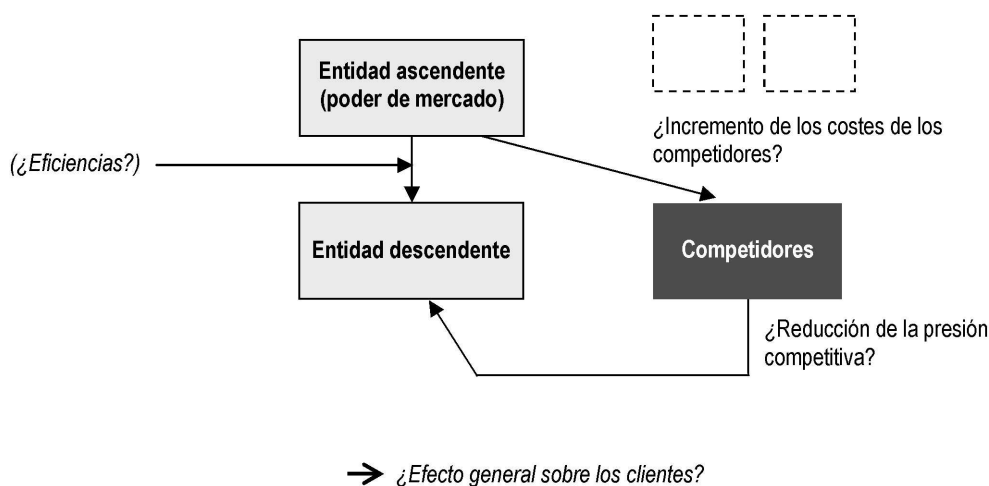 Entidad ascendente
(poder de mercado)
¿Incremento de los costes de los
competidores?
(¿Eficiencias?)
Entidad descendente
Competidores
¿Reducción de la presión
competitiva?
¿Efecto general sobre los clientes?